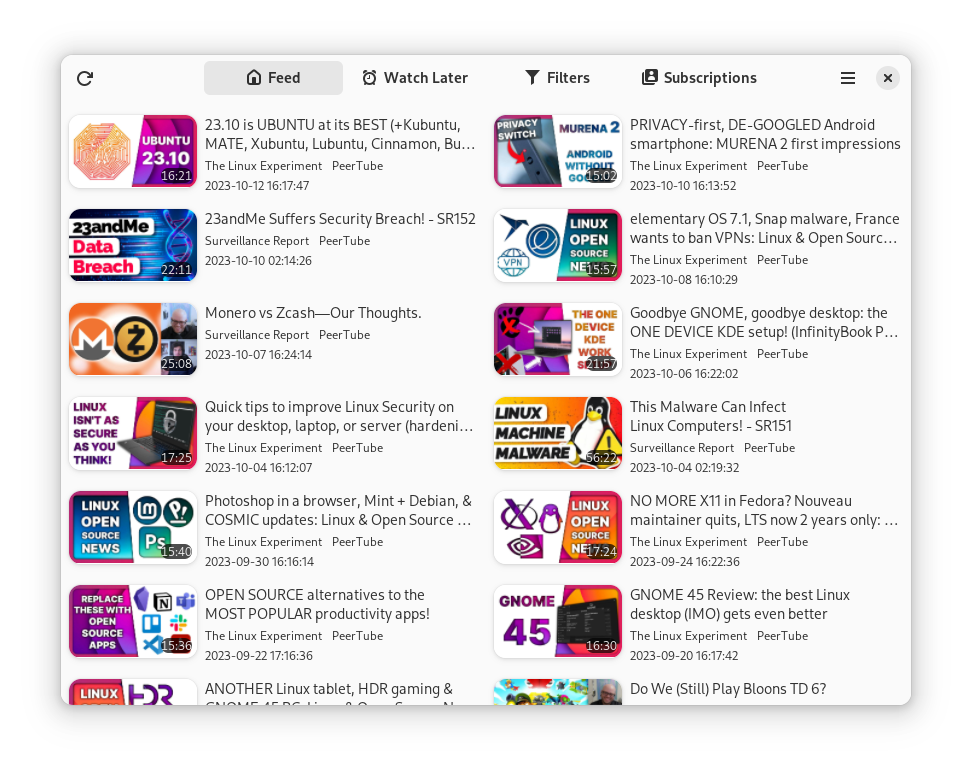 Feed
Watch Later
Filters
Subscriptions
UBUNTU
23.10
16:21
23.10 is UBUNTU at its BEST (+Kubuntu,
MATE, Xubuntu, Lubuntu, Cinnamon, Bu…
The Linux Experiment PeerTube
2023-10-12 16:17:47
PRIVACY
SWITCH
MURENA 2
ANDROID
WITHOUT
15:02
PRIVACY-first, DE-GOOGLED Android
smartphone: MURENA 2 first impressions
The Linux Experiment PeerTube
2023-10-10 16:13:52
23andMe
Data
Breach
22:11
23andMe Suffers Security Breach! - SR152
Surveillance Report PeerTube
2023-10-10 02:14:26
VPN
LINUX
OPEN
SOURCE
15:57
elementary OS 7.1, Snap malware, France
wants to ban VPNs: Linux & Open Sourc…
The Linux Experiment PeerTube
2023-10-08 16:10:29
25:08
Monero vs Zcash—Our Thoughts.
Surveillance Report PeerTube
2023-10-07 16:24:14
THE ONE
DEVICE
KDE
WORK
21:57
Goodbye GNOME, goodbye desktop: the
ONE DEVICE KDE setup! (InfinityBook P…
The Linux Experiment PeerTube
2023-10-06 16:22:02
LINUX
ISN'T AS
SECURE
AS YOU
THINK!
17:25
Quick tips to improve Linux Security on
your desktop, laptop, or server (hardeni…
The Linux Experiment PeerTube
2023-10-04 16:12:07
LINUX
MACHINE
MALWARE
56:22
This Malware Can Infect
Linux Computers! - SR151
Surveillance Report PeerTube
2023-10-04 02:19:32
LINUX
OPEN
SOURCE
NEWS
Ps
15:40
Photoshop in a browser, Mint + Debian, &
COSMIC updates: Linux & Open Source …
The Linux Experiment PeerTube
2023-09-30 16:16:14
LINUX
OPEN
SOURCE
17:24
NO MORE X11 in Fedora? Nouveau
maintainer quits, LTS now 2 years only: …
The Linux Experiment PeerTube
2023-09-24 16:22:36
REPLACE
THESE WITH
OPEN
SOURCE
APPS
15:36
OPEN SOURCE alternatives to the
MOST POPULAR productivity apps!
The Linux Experiment PeerTube
2023-09-22 17:16:36
GNOME
45
16:30
GNOME 45 Review: the best Linux
desktop (IMO) gets even better
The Linux Experiment PeerTube
2023-09-20 16:17:42
LINUX
HDR
ANOTHER Linux tablet, HDR gaming &
Do We (Still) Play Bloons TD 6?